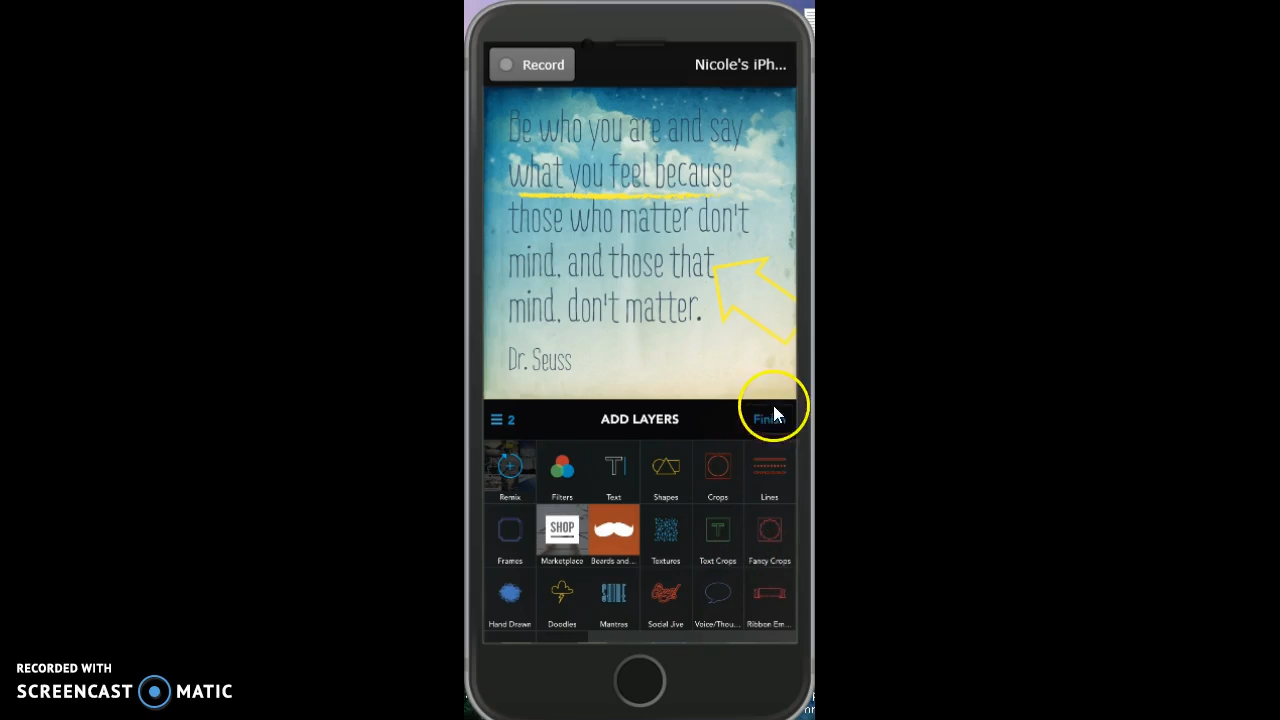 Record
Nicole's iPh...
Be who you are and say
what you feel because
those who matter don't
mind, and those that
mind, don't matter.
Dr. Seuss
2
ADD LAYERS
Remix
Filters
Text
Shapes
Crops
Lines
SHOP
Frames
Marketplace
Beards and...
Textures
Text Crops
Fancy Crops
Hand Drawn
Doodles
Mantras
Social Jive
Voice/Thou...
Ribbon Em...
RECORDED WITH
SCREENCAST MATIC